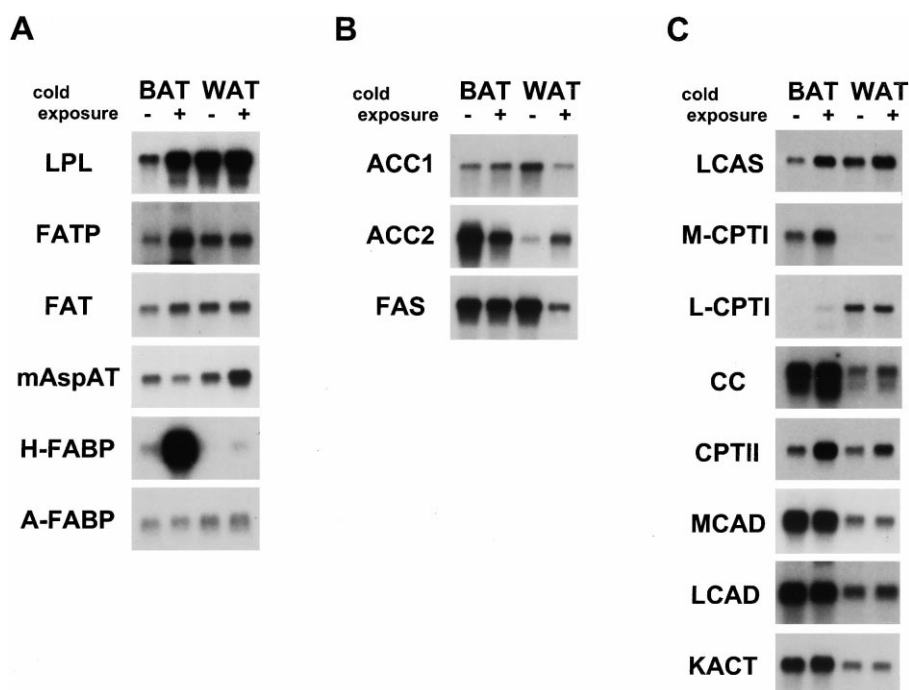 A
cold exposure
BAT WAT
- + - +
LPL
FATP
FAT
mAspAT
H-FABP
A-FABP
B
cold exposure
BAT WAT
- + - +
ACC1
ACC2
FAS
C
cold exposure
BAT WAT
- + - +
LCAS
M-CPTI
L-CPTI
CC
CPTII
MCAD
LCAD
KACT